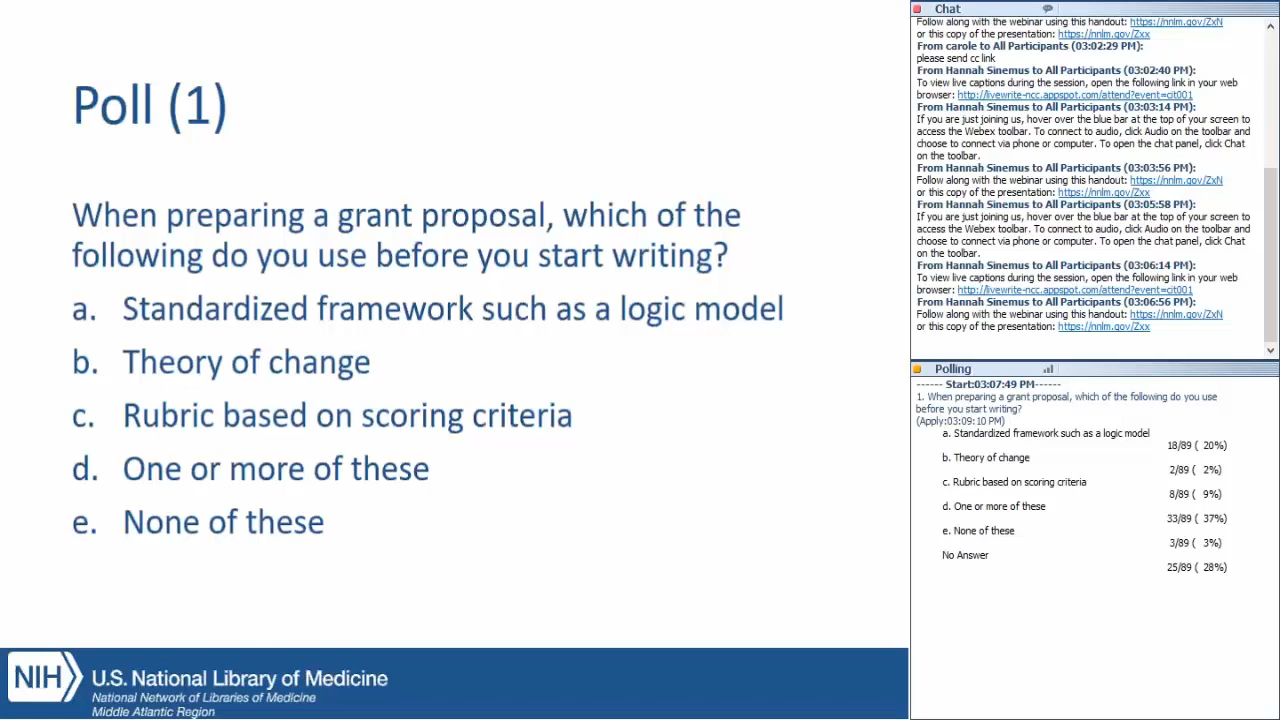 Poll (1)
When preparing a grant proposal, which of the
following do you use before you start writing?
a. Standardized framework such as a logic model
b. Theory of change
c. Rubric based on scoring criteria
d. One or more of these
e. None of these
NIH
U.S. National Library of Medicine
National Network of Libraries of Medicine
Middle Atlantic Region
Chat
Follow along with the webinar using this handout: https://nnlm.gov/ZxN
or this copy of the presentation: https://nnlm.gov/Zxx
From carole to All Participants (03:02:29 PM):
please send cc link
From Hannah Sinemus to All Participants (03:02:40 PM):
To view live captions during the session, open the following link in your web
browser: http://livewrite-ncc.appspot.com/attend?event=cit001
From Hannah Sinemus to All Participants (03:03:14 PM):
If you are just joining us, hover over the blue bar at the top of your screen to
access the Webex toolbar. To connect to audio, click Audio on the toolbar and
choose to connect via phone or computer. To open the chat panel, click Chat
on the toolbar.
From Hannah Sinemus to All Participants (03:03:56 PM):
Follow along with the webinar using this handout: https://nnlm.gov/ZxN
or this copy of the presentation: https://nnlm.gov/Zxx
From Hannah Sinemus to All Participants (03:05:58 PM):
If you are just joining us, hover over the blue bar at the top of your screen to
access the Webex toolbar. To connect to audio, click Audio on the toolbar and
choose to connect via phone or computer. To open the chat panel, click Chat
on the toolbar.
From Hannah Sinemus to All Participants (03:06:14 PM):
To view live captions during the session, open the following link in your web
browser: http://livewrite-ncc.appspot.com/attend?event=cit001
From Hannah Sinemus to All Participants (03:06:56 PM):
Follow along with the webinar using this handout: https://nnlm.gov/ZxN
or this copy of the presentation: https://nnlm.gov/Zxx
Polling
------ Start:03:07:49 PM------
1. When preparing a grant proposal, which of the following do you use
before you start writing?
(Apply:03:09:10 PM)
a. Standardized framework such as a logic model
18/89 ( 20%)
b. Theory of change
2/89 ( 2%)
c. Rubric based on scoring criteria
8/89 ( 9%)
d. One or more of these
33/89 ( 37%)
e. None of these
3/89 ( 3%)
No Answer
25/89 ( 28%)